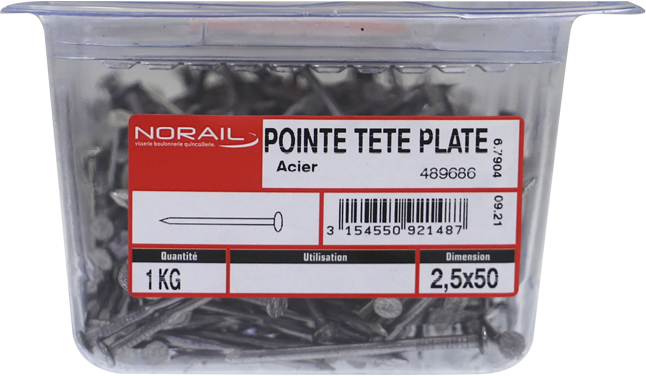 NORAIL
visserie boulonnerie quincaillerie.
POINTE TETE PLATE
Acier
489686
6.7904
09.21
3 154550 921487
Quantité
Utilisation
Dimension
1 KG
2,5x50